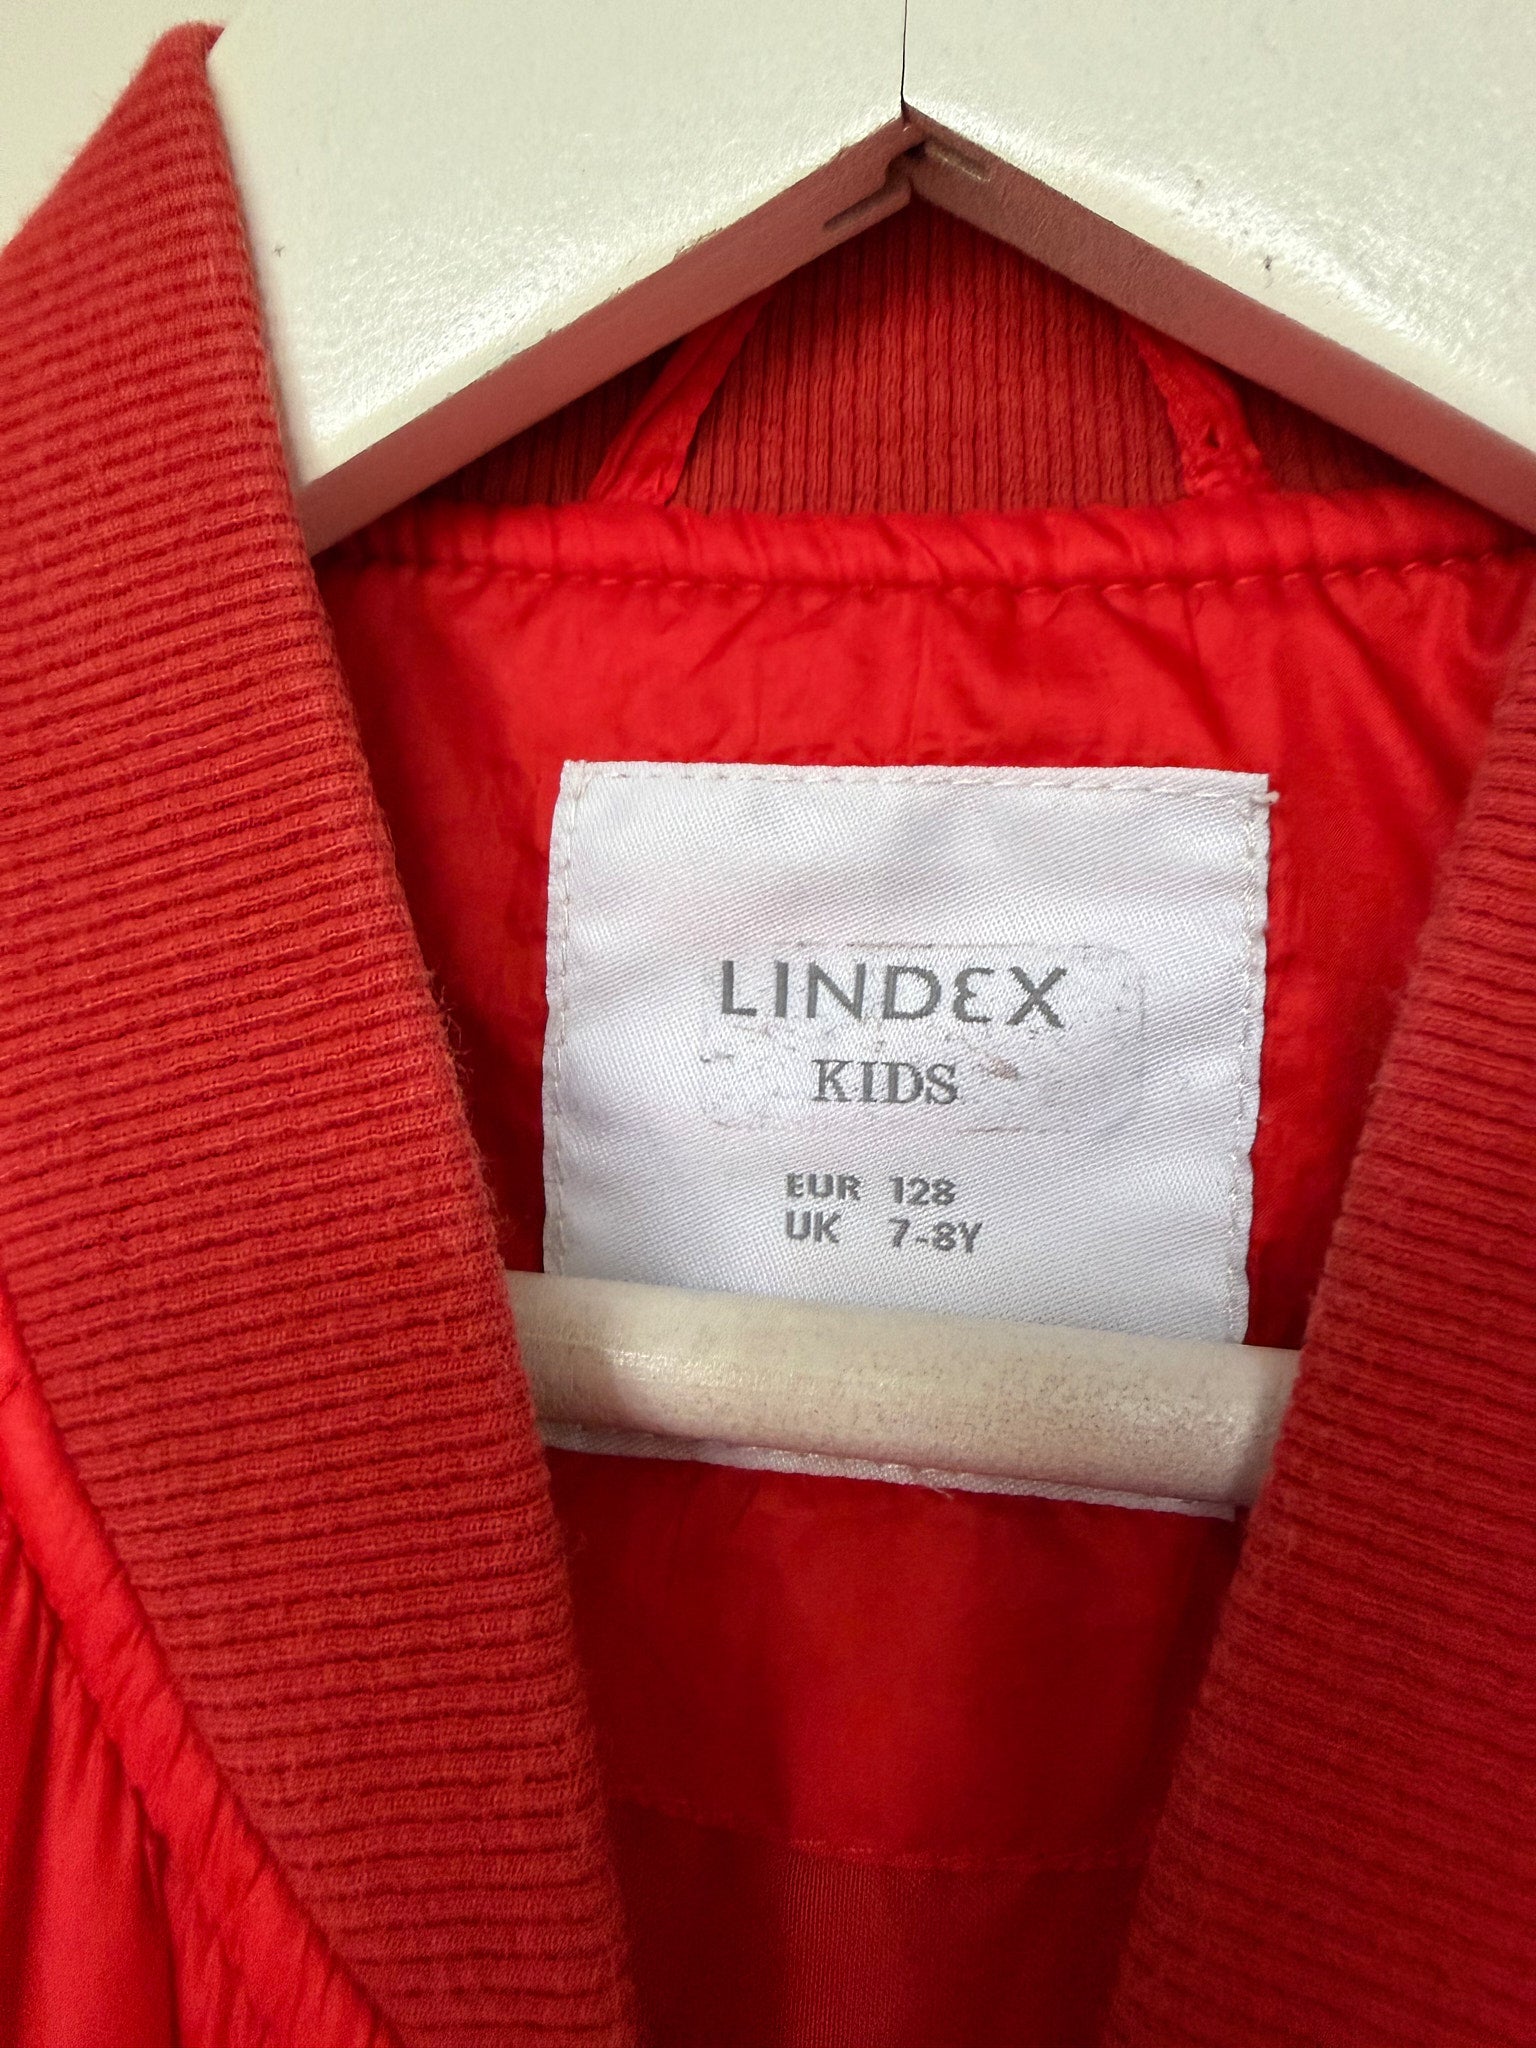 LINDEX
KIDS
EUR 128
UK 7-8Y